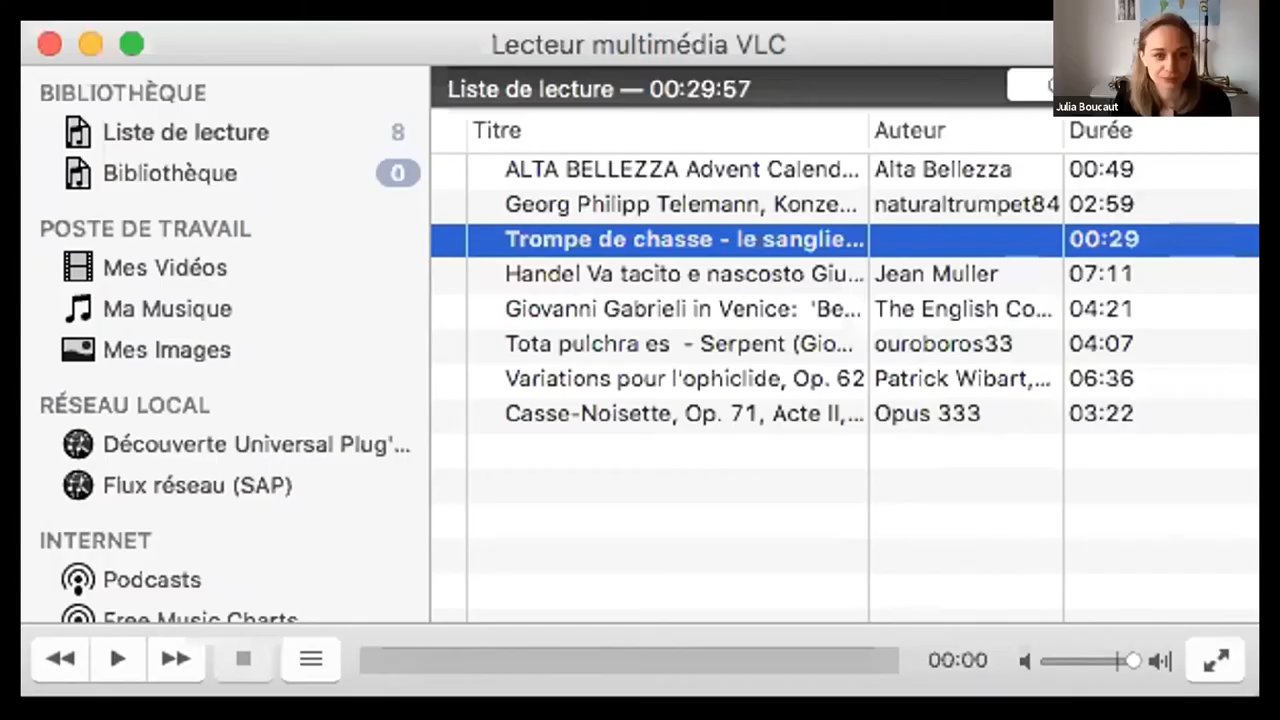 Lecteur multimédia VLC
Julia Boucaut
BIBLIOTHÈQUE
Liste de lecture 8
Bibliothèque 0
POSTE DE TRAVAIL
Mes Vidéos
Ma Musique
Mes Images
RÉSEAU LOCAL
Découverte Universal Plug'...
Flux réseau (SAP)
INTERNET
Podcasts
Free Music Charts
Liste de lecture — 00:29:57
Titre Auteur Durée
ALTA BELLEZZA Advent Calend... Alta Bellezza 00:49
Georg Philipp Telemann, Konze... naturaltrumpet84 02:59
Trompe de chasse - le sanglie... 00:29
Handel Va tacito e nascosto Giu... Jean Muller 07:11
Giovanni Gabrieli in Venice: 'Be... The English Co... 04:21
Tota pulchra es - Serpent (Gio... ouroboros33 04:07
Variations pour l'ophiclide, Op. 62 Patrick Wibart,... 06:36
Casse-Noisette, Op. 71, Acte II,... Opus 333 03:22
00:00